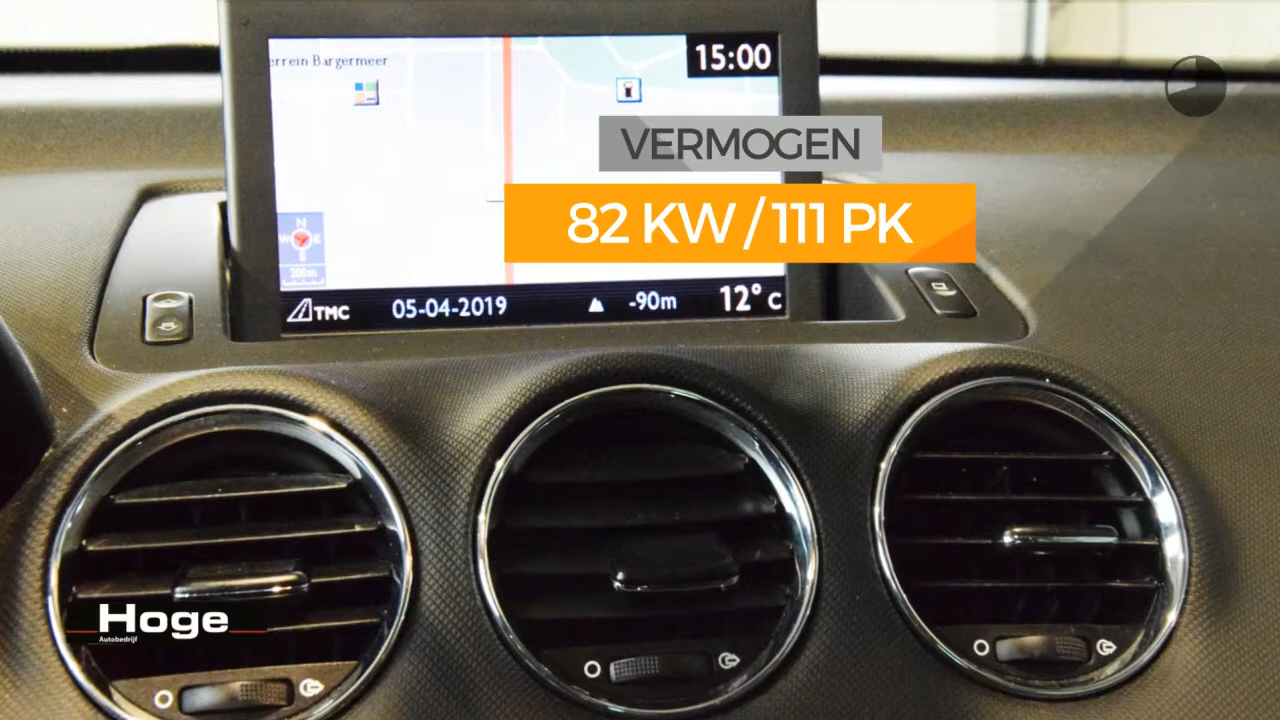 errein Bargermeer
15:00
VERMOGEN
82 KW / 111 PK
N
W E
S
200m
TMC 05-04-2019 -90m 12° C
Hoge
Autobedrijf